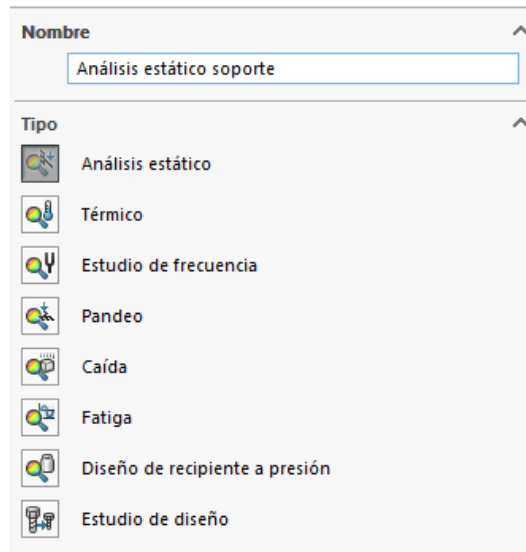 Nombre
Análisis estático soporte
Tipo
Análisis estático
Térmico
Estudio de frecuencia
Pandeo
Caída
Fatiga
Diseño de recipiente a presión
Estudio de diseño